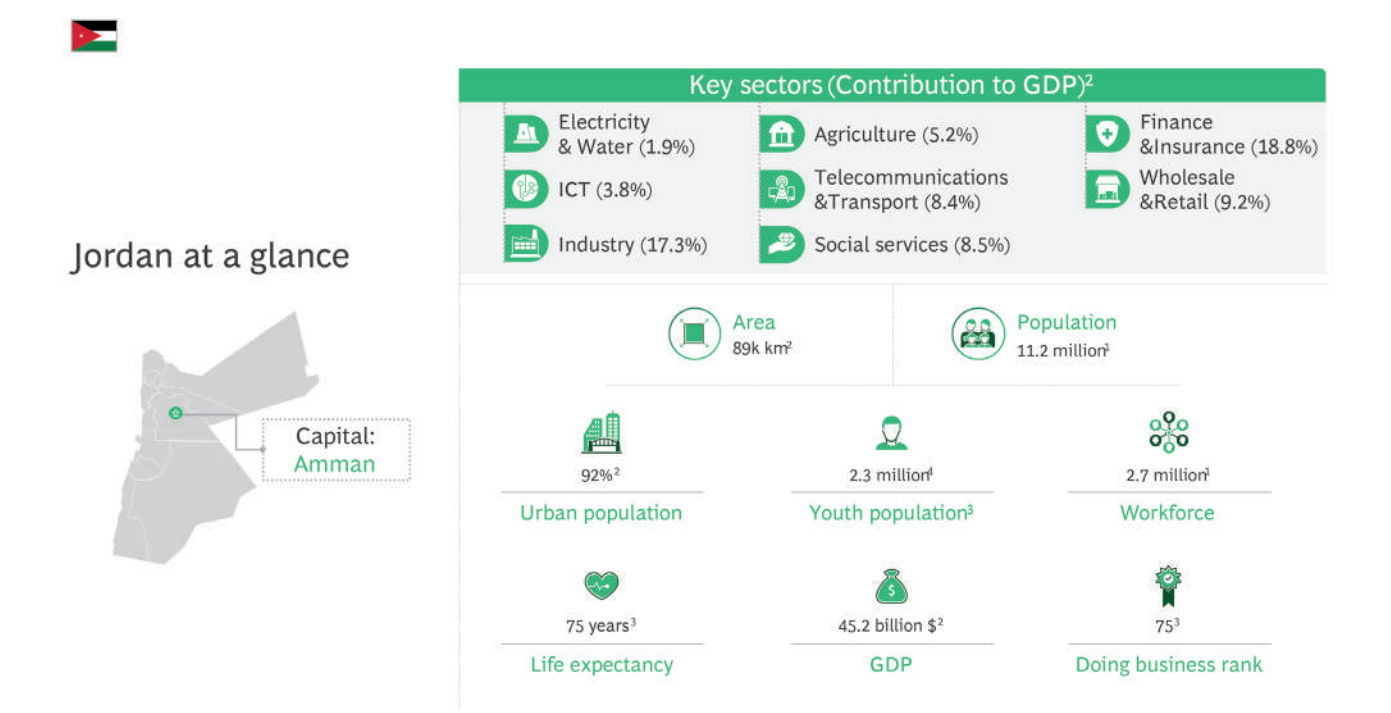 Key sectors (Contribution to GDP)²
Electricity
& Water (1.9%)
Agriculture (5.2%)
Finance
&Insurance (18.8%)
ICT (3.8%)
Telecommunications
&Transport (8.4%)
Wholesale
&Retail (9.2%)
Industry (17.3%)
Social services (8.5%)
Jordan at a glance
Capital:
Amman
Area
89k km²
Population
11.2 million¹
92%²
Urban population
2.3 million⁴
Youth population³
2.7 million¹
Workforce
75 years³
Life expectancy
45.2 billion $²
GDP
75³
Doing business rank